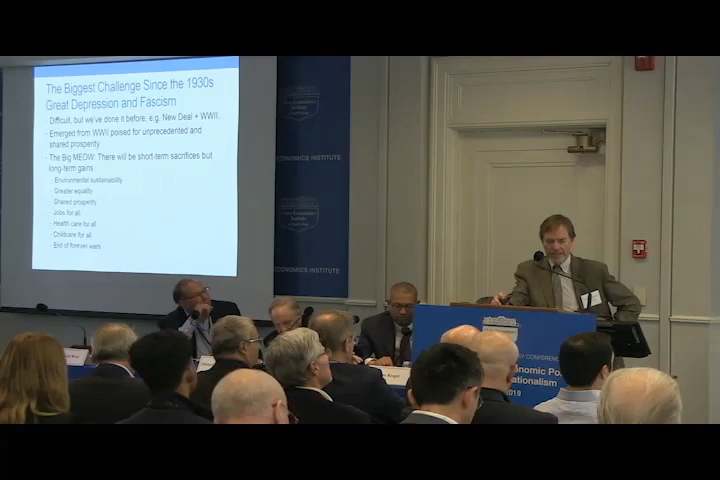 The Biggest Challenge Since the 1930s
Great Depression and Fascism
Difficult, but we've done it before, e.g. New Deal + WWII.
Emerged from WWII poised for unprecedented and
shared prosperity
The Big MEOW: There will be short-term sacrifices but
long-term gains
Environmental sustainability
Greater equality
Shared prosperity
Jobs for all
Health care for all
Childcare for all
End of forever wars
ECONOMICS INSTITUTE
ECONOMICS INSTITUTE
CONFERENCE
2019